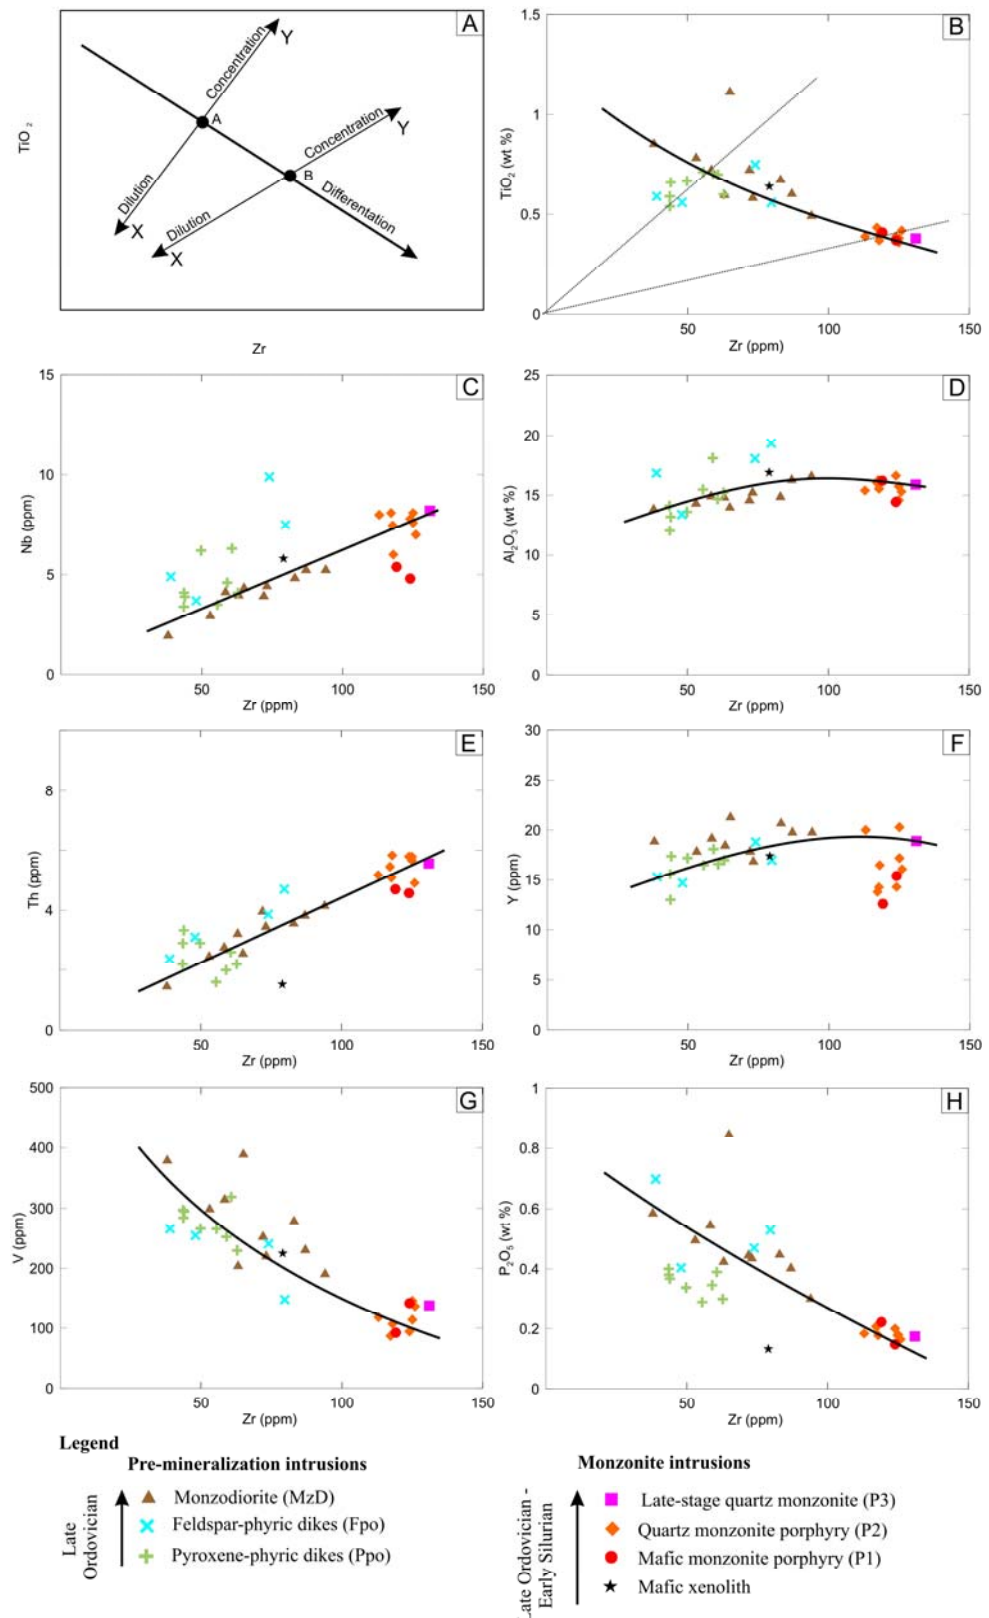 A
TiO2
Concentration
Y
A
Dilution
X
Concentration
Y
B
Dilution
X
Differentation
Zr
B
TiO2 (wt %)
1.5
1
0.5
0
50
100
150
Zr (ppm)
C
Nb (ppm)
15
10
5
0
50
100
150
Zr (ppm)
D
Al2O3 (wt %)
25
20
15
10
5
0
50
100
150
Zr (ppm)
E
Th (ppm)
8
4
0
50
100
150
Zr (ppm)
F
Y (ppm)
30
25
20
15
10
5
0
50
100
150
Zr (ppm)
G
V (ppm)
500
400
300
200
100
0
50
100
150
Zr (ppm)
H
P2O5 (wt %)
1
0.8
0.6
0.4
0.2
0
50
100
150
Zr (ppm)
Legend
Pre-mineralization intrusions
Late
Ordovician
Monzodiorite (MzD)
Feldspar-phyric dikes (Fpo)
Pyroxene-phyric dikes (Ppo)
Monzonite intrusions
Late Ordovician -
Early Silurian
Late-stage quartz monzonite (P3)
Quartz monzonite porphyry (P2)
Mafic monzonite porphyry (P1)
Mafic xenolith